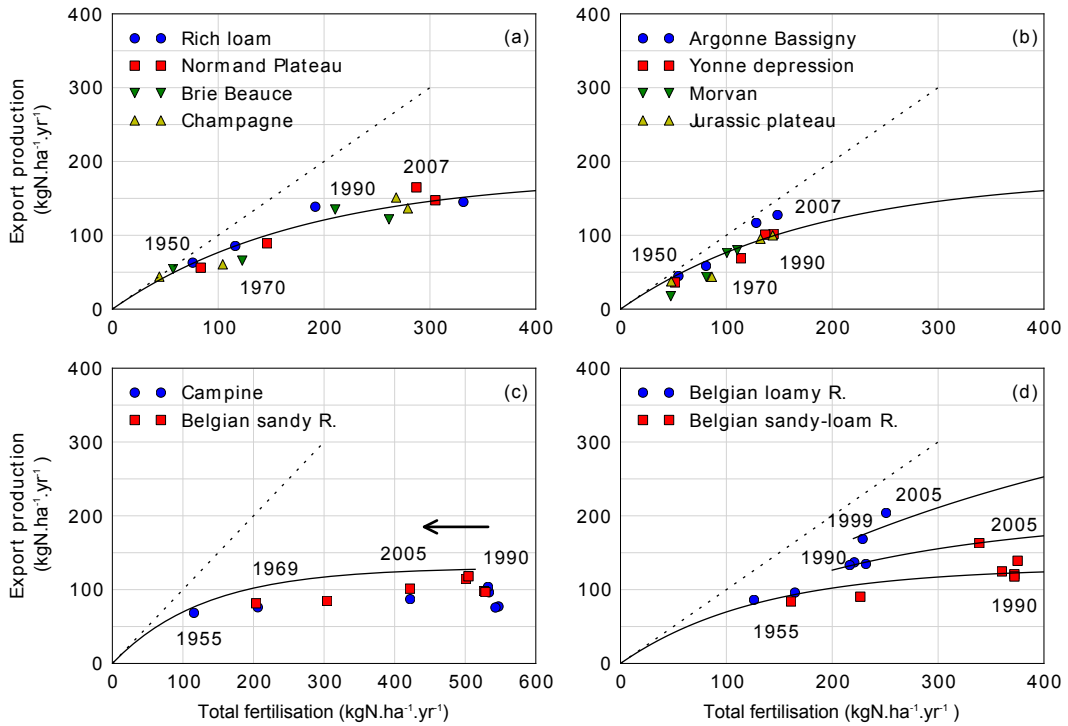 400
300
200
100
0
Export production
(kgN.ha⁻¹.yr⁻¹)
Rich loam
Normand Plateau
Brie Beauce
Champagne
(a)
1950
1970
1990
2007
0 100 200 300 400
400
300
200
100
0
Argonne Bassigny
Yonne depression
Morvan
Jurassic plateau
(b)
1950
1970
1990
2007
0 100 200 300 400
400
300
200
100
0
Export production
(kgN.ha⁻¹.yr⁻¹)
Campine
Belgian sandy R.
(c)
1955
1969
2005
1990
0 100 200 300 400 500 600
Total fertilisation (kgN.ha⁻¹.yr⁻¹)
400
300
200
100
0
Belgian loamy R.
Belgian sandy-loam R.
(d)
2005
1999
1990
2005
1955
1990
0 100 200 300 400
Total fertilisation (kgN.ha⁻¹.yr⁻¹)